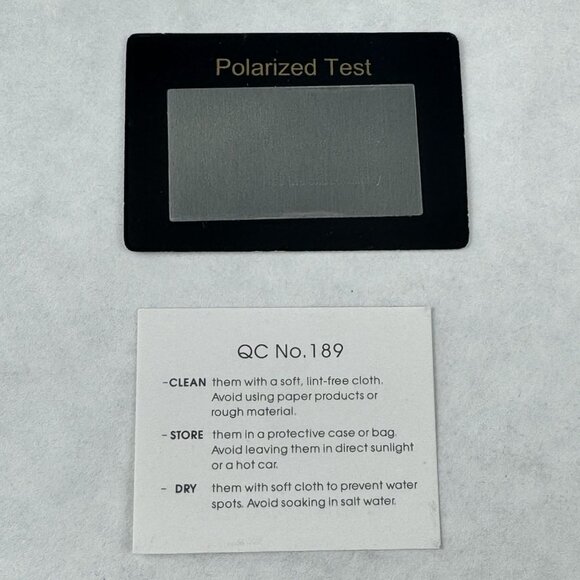 Polarized Test
QC No.189
-CLEAN them with a soft, lint-free cloth.
Avoid using paper products or
rough material.
-STORE them in a protective case or bag.
Avoid leaving them in direct sunlight
or a hot car.
- DRY them with soft cloth to prevent water
spots. Avoid soaking in salt water.